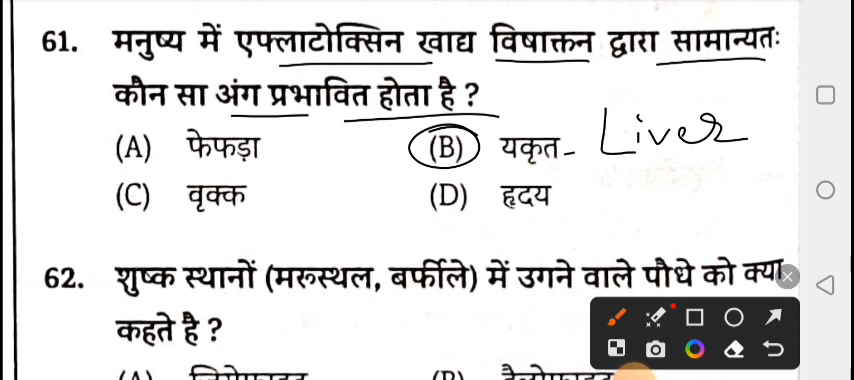 61. मनुष्य में एफ्लाटोक्सिन खाद्य विषाक्तन द्वारा सामान्यतः
कौन सा अंग प्रभावित होता है ?
(A) फेफड़ा (B) यकृत - Liver
(C) वृक्क (D) हृदय
62. शुष्क स्थानों (मरूस्थल, बर्फीले) में उगने वाले पौधे को क्या
कहते है ?
(A) (B)